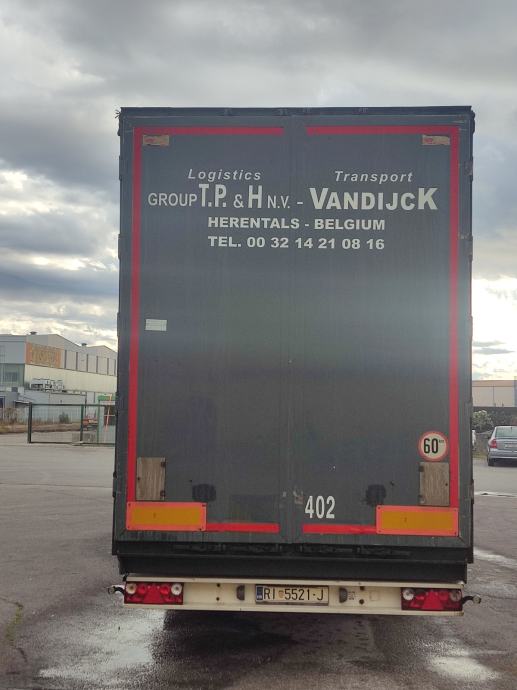 Logistics Transport
GROUP T.P. & H N.V. - VANDIJCK
HERENTALS - BELGIUM
TEL. 00 32 14 21 08 16
60
402
RI 5521-J